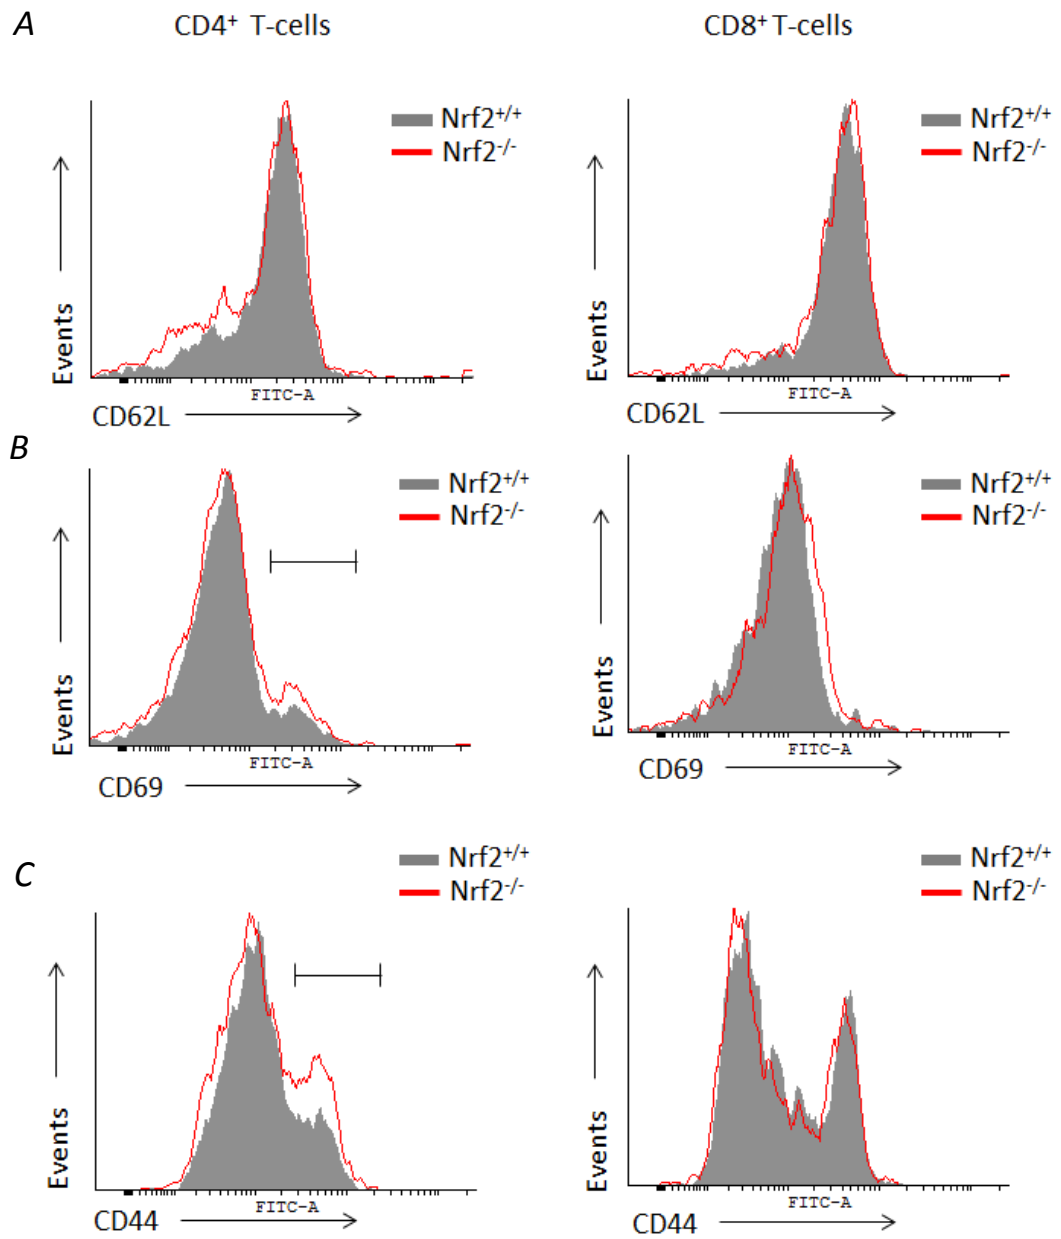 A
CD4⁺ T-cells
CD8⁺ T-cells
Nrf2⁺/⁺
Nrf2⁻/⁻
Events
FITC-A
CD62L
Nrf2⁺/⁺
Nrf2⁻/⁻
Events
FITC-A
CD62L
B
Nrf2⁺/⁺
Nrf2⁻/⁻
Events
FITC-A
CD69
Nrf2⁺/⁺
Nrf2⁻/⁻
Events
FITC-A
CD69
C
Nrf2⁺/⁺
Nrf2⁻/⁻
Events
FITC-A
CD44
Nrf2⁺/⁺
Nrf2⁻/⁻
Events
FITC-A
CD44